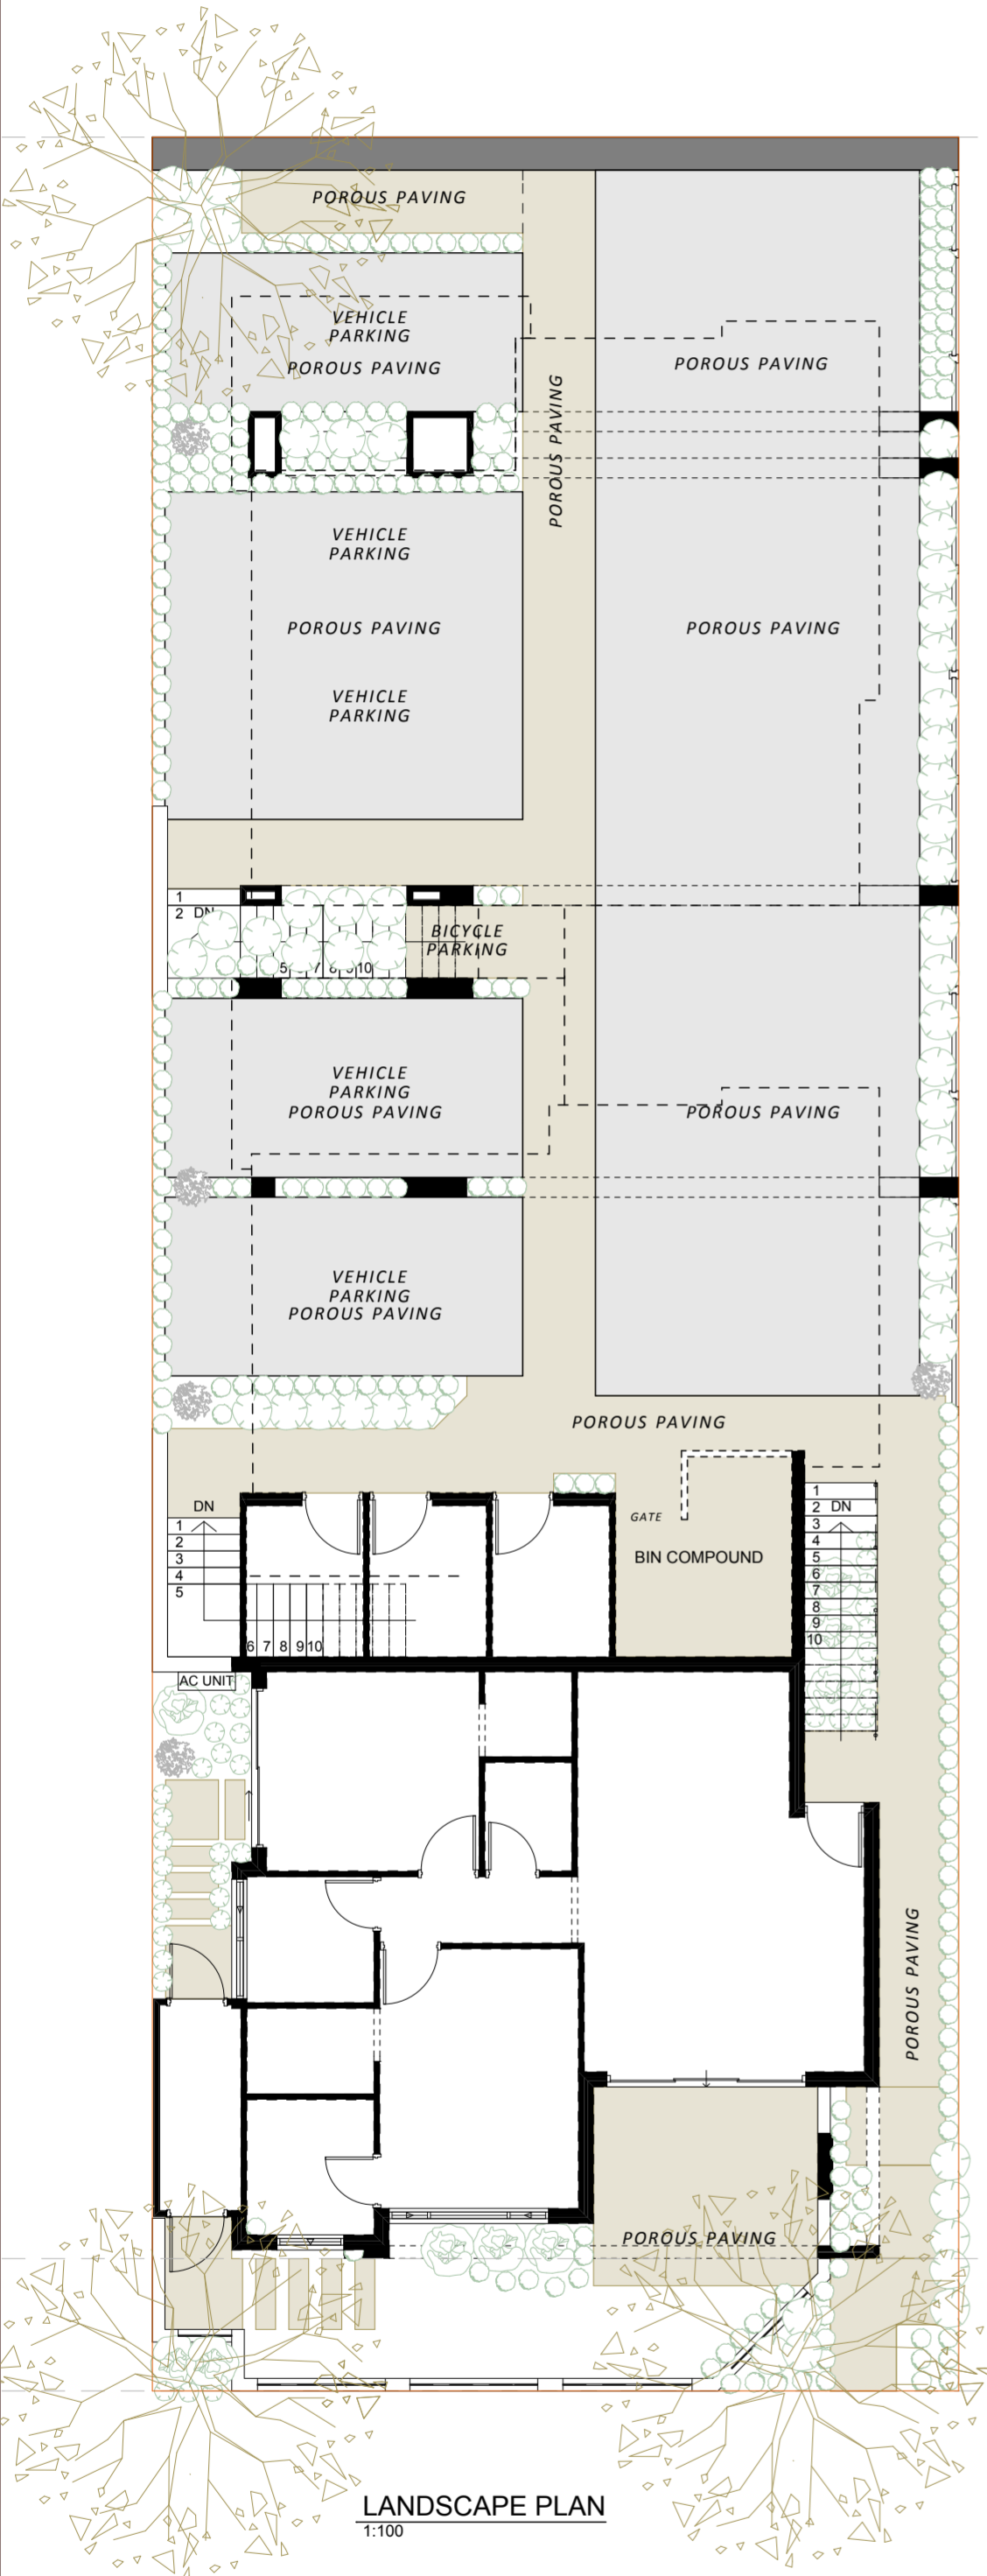 POROUS PAVING
VEHICLE
PARKING
POROUS PAVING
POROUS PAVING
POROUS PAVING
VEHICLE
PARKING
POROUS PAVING
POROUS PAVING
VEHICLE
PARKING
1
2 DN
BICYCLE
PARKING
5 7 8 9 10
VEHICLE
PARKING
POROUS PAVING
POROUS PAVING
VEHICLE
PARKING
POROUS PAVING
POROUS PAVING
DN
1
2
3
4
5
6 7 8 9 10
GATE
BIN COMPOUND
1
2 DN
3
4
5
6
7
8
9
10
AC UNIT
POROUS PAVING
POROUS PAVING
LANDSCAPE PLAN
1:100